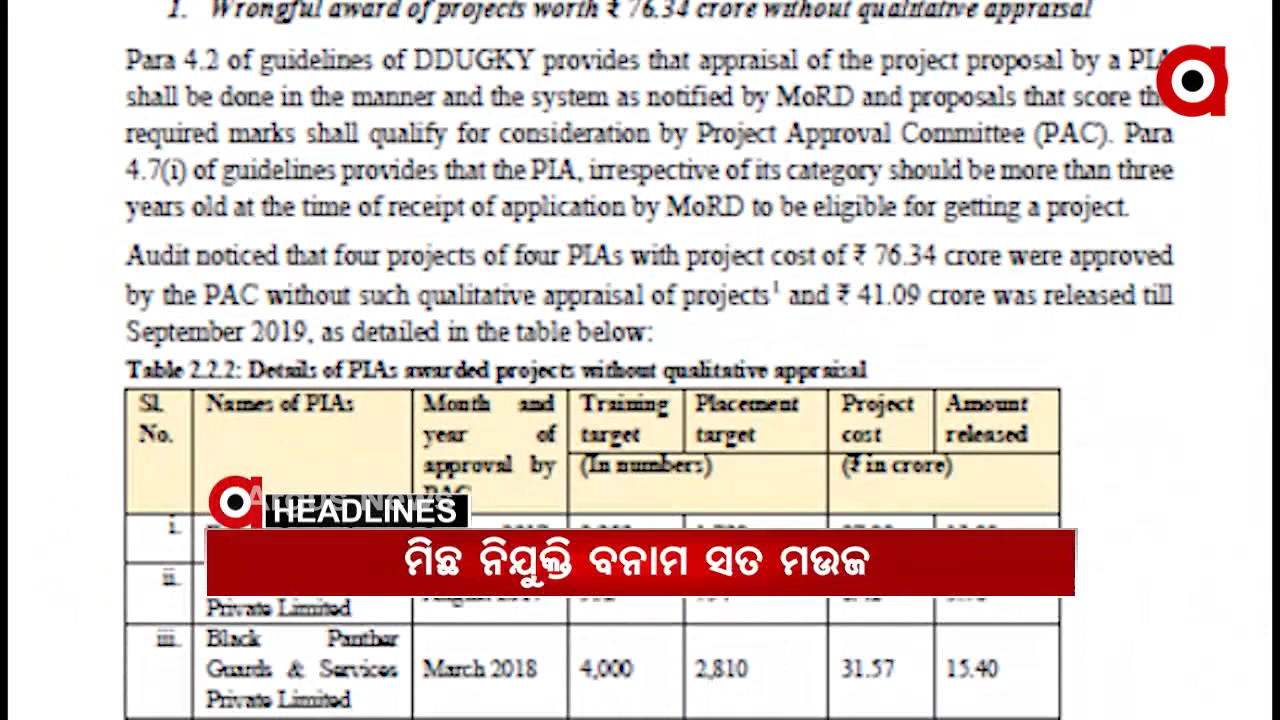 1. Wrongful award of projects worth ₹ 76.34 crore without qualitative appraisal
Para 4.2 of guidelines of DDUGKY provides that appraisal of the project proposal by a PIA
shall be done in the manner and the system as notified by MoRD and proposals that score the
required marks shall qualify for consideration by Project Approval Committee (PAC). Para
4.7(i) of guidelines provides that the PIA, irrespective of its category should be more than three
years old at the time of receipt of application by MoRD to be eligible for getting a project.
Audit noticed that four projects of four PIAs with project cost of ₹ 76.34 crore were approved
by the PAC without such qualitative appraisal of projects¹ and ₹ 41.09 crore was released till
September 2019, as detailed in the table below:
Table 2.2.2: Details of PIAs awarded projects without qualitative appraisal
Sl. Names of PIAs Month and Training Placement Project Amount
No. year of target target cost released
approval by (In numbers) (₹ in crore)
PAC
Argus News
HEADLINES
i.
ମିଛ ନିଯୁକ୍ତି ବନାମ ସତ ମଉଜ
ii.
Private Limited
iii. Black Panther
Guards & Services March 2018 4,000 2,810 31.57 15.40
Private Limited